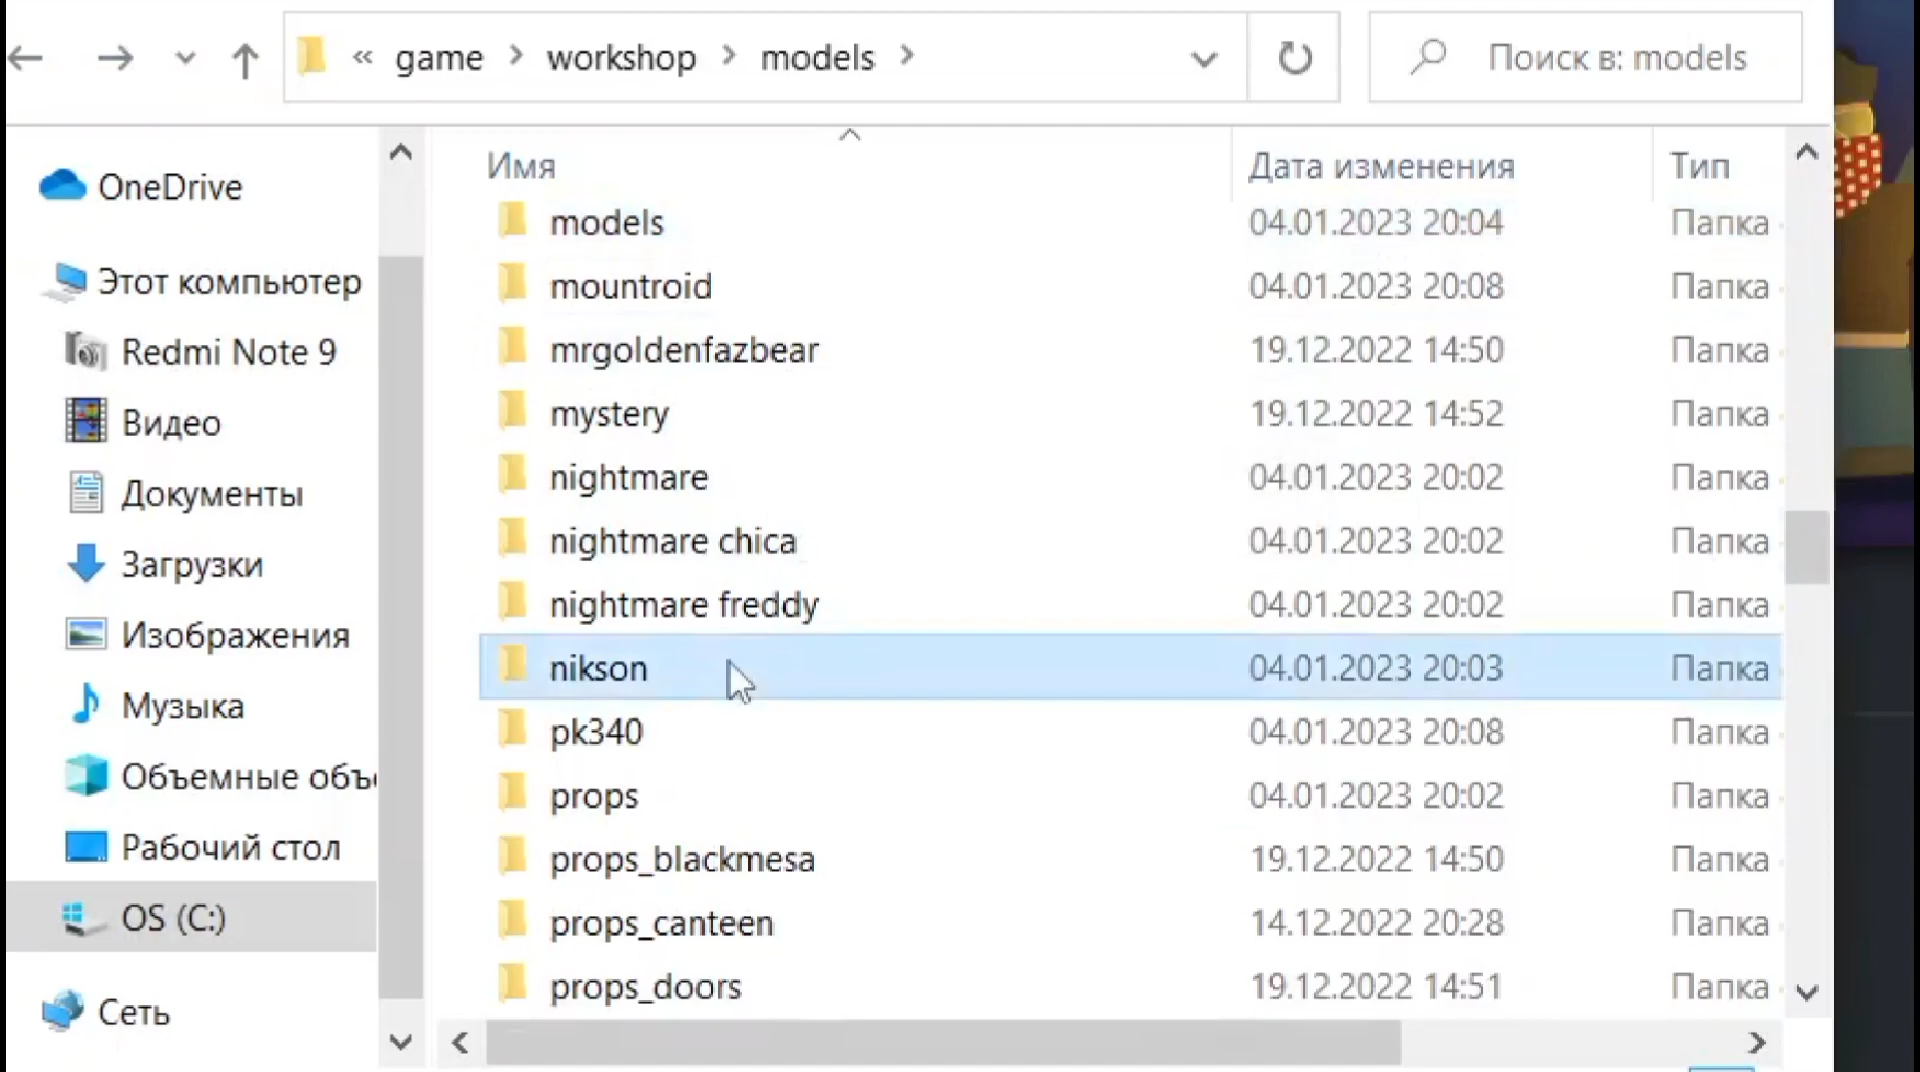 « game > workshop > models >
Поиск в: models
OneDrive
Этот компьютер
Redmi Note 9
Видео
Документы
Загрузки
Изображения
Музыка
Объемные объе
Рабочий стол
OS (C:)
Сеть
Имя Дата изменения Тип
models 04.01.2023 20:04 Папка
mountroid 04.01.2023 20:08 Папка
mrgoldenfazbear 19.12.2022 14:50 Папка
mystery 19.12.2022 14:52 Папка
nightmare 04.01.2023 20:02 Папка
nightmare chica 04.01.2023 20:02 Папка
nightmare freddy 04.01.2023 20:02 Папка
nikson 04.01.2023 20:03 Папка
pk340 04.01.2023 20:08 Папка
props 04.01.2023 20:02 Папка
props_blackmesa 19.12.2022 14:50 Папка
props_canteen 14.12.2022 20:28 Папка
props_doors 19.12.2022 14:51 Папка